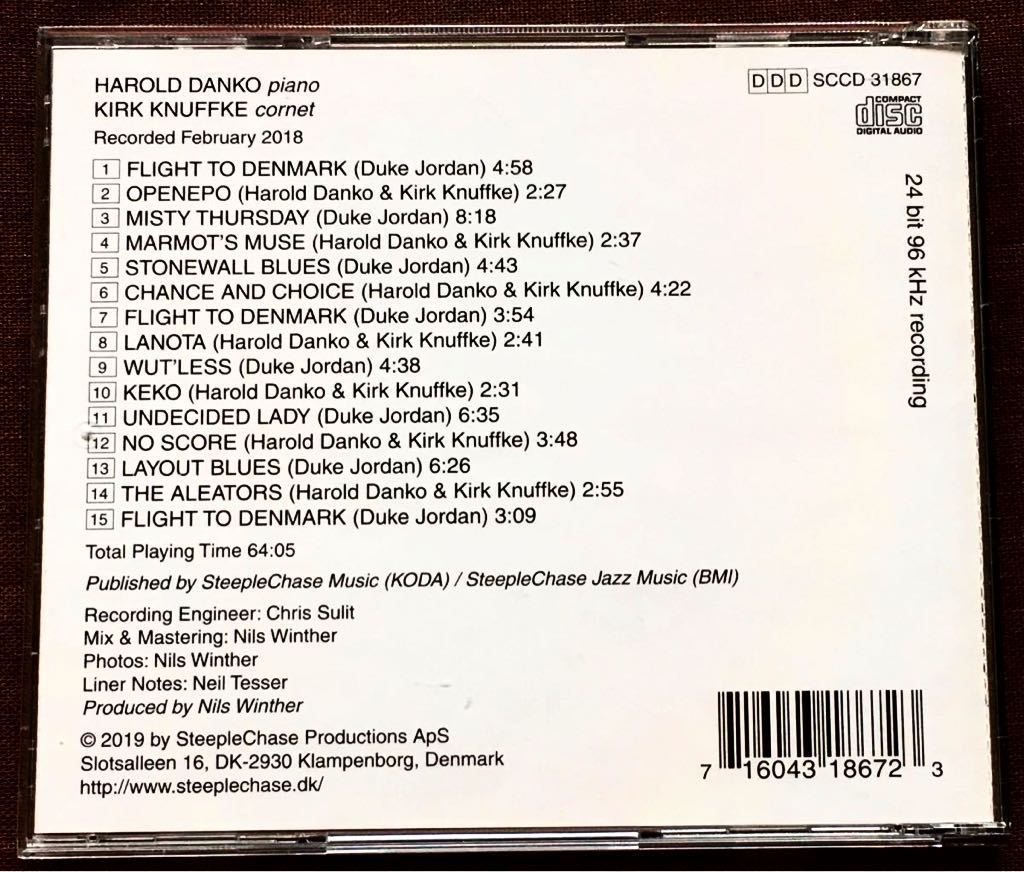 HAROLD DANKO piano
KIRK KNUFFKE cornet
Recorded February 2018
DDD SCCD 31867
COMPACT
disc
DIGITAL AUDIO
24 bit 96 kHz recording
1 FLIGHT TO DENMARK (Duke Jordan) 4:58
2 OPENEPO (Harold Danko & Kirk Knuffke) 2:27
3 MISTY THURSDAY (Duke Jordan) 8:18
4 MARMOT'S MUSE (Harold Danko & Kirk Knuffke) 2:37
5 STONEWALL BLUES (Duke Jordan) 4:43
6 CHANCE AND CHOICE (Harold Danko & Kirk Knuffke) 4:22
7 FLIGHT TO DENMARK (Duke Jordan) 3:54
8 LANOTA (Harold Danko & Kirk Knuffke) 2:41
9 WUT'LESS (Duke Jordan) 4:38
10 KEKO (Harold Danko & Kirk Knuffke) 2:31
11 UNDECIDED LADY (Duke Jordan) 6:35
12 NO SCORE (Harold Danko & Kirk Knuffke) 3:48
13 LAYOUT BLUES (Duke Jordan) 6:26
14 THE ALEATORS (Harold Danko & Kirk Knuffke) 2:55
15 FLIGHT TO DENMARK (Duke Jordan) 3:09
Total Playing Time 64:05
Published by SteepleChase Music (KODA) / SteepleChase Jazz Music (BMI)
Recording Engineer: Chris Sulit
Mix & Mastering: Nils Winther
Photos: Nils Winther
Liner Notes: Neil Tesser
Produced by Nils Winther
© 2019 by SteepleChase Productions ApS
Slotsalleen 16, DK-2930 Klampenborg, Denmark
http://www.steeplechase.dk/
7 16043 18672 3